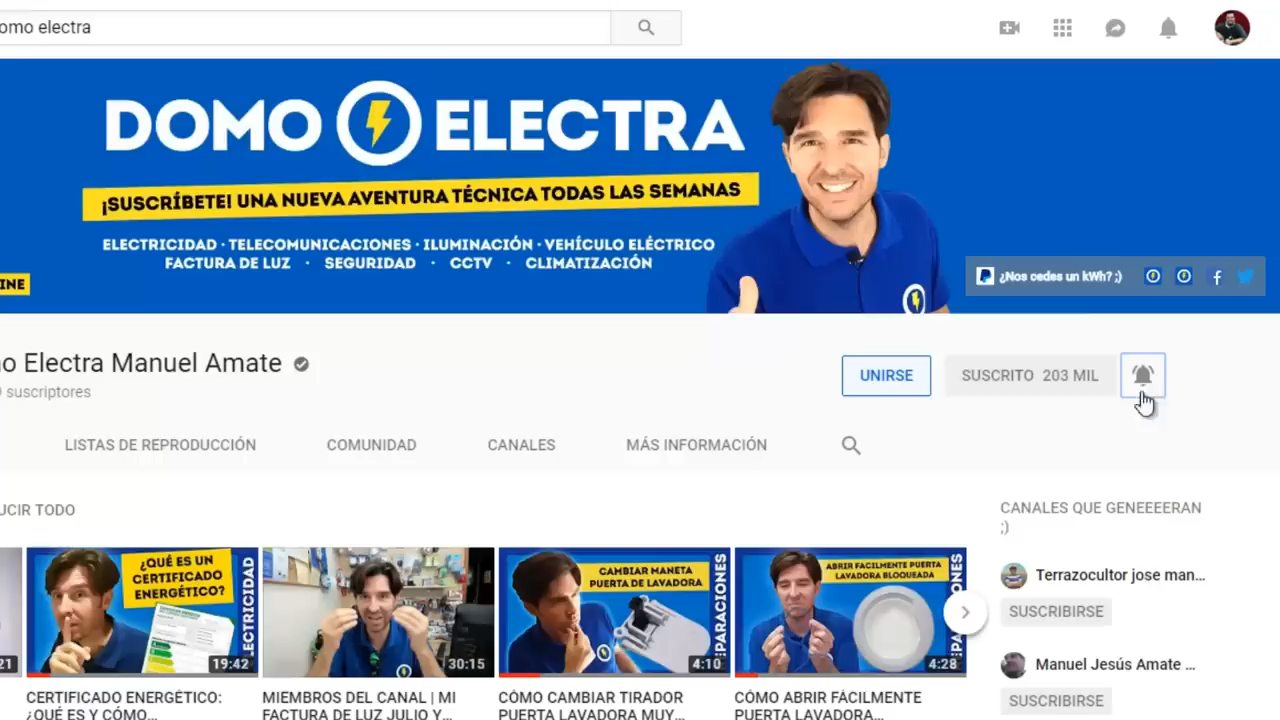 omo electra
DOMO ELECTRA
¡SUSCRÍBETE! UNA NUEVA AVENTURA TÉCNICA TODAS LAS SEMANAS
ELECTRICIDAD · TELECOMUNICACIONES · ILUMINACIÓN · VEHÍCULO ELÉCTRICO
FACTURA DE LUZ · SEGURIDAD · CCTV · CLIMATIZACIÓN
INE
¿Nos cedes un kWh? ;)
o Electra Manuel Amate
suscriptores
UNIRSE
SUSCRITO 203 MIL
LISTAS DE REPRODUCCIÓN
COMUNIDAD
CANALES
MÁS INFORMACIÓN
UCIR TODO
CANALES QUE GENEEEERAN
;)
¿QUÉ ES UN
CERTIFICADO
ENERGÉTICO?
ELECTRICIDAD
CAMBIAR MANETA
PUERTA DE LAVADORA
EPARACIONES
ABRIR FACILMENTE PUERTA
LAVADORA BLOQUEADA
EPARACIONES
21
19:42
30:15
4:10
4:28
CERTIFICADO ENERGÉTICO:
¿QUÉ ES Y CÓMO...
MIEMBROS DEL CANAL | MI
FACTURA DE LUZ JULIO Y...
CÓMO CAMBIAR TIRADOR
PUERTA LAVADORA MUY...
CÓMO ABRIR FÁCILMENTE
PUERTA LAVADORA...
Terrazocultor jose man...
SUSCRIBIRSE
Manuel Jesús Amate ...
SUSCRIBIRSE